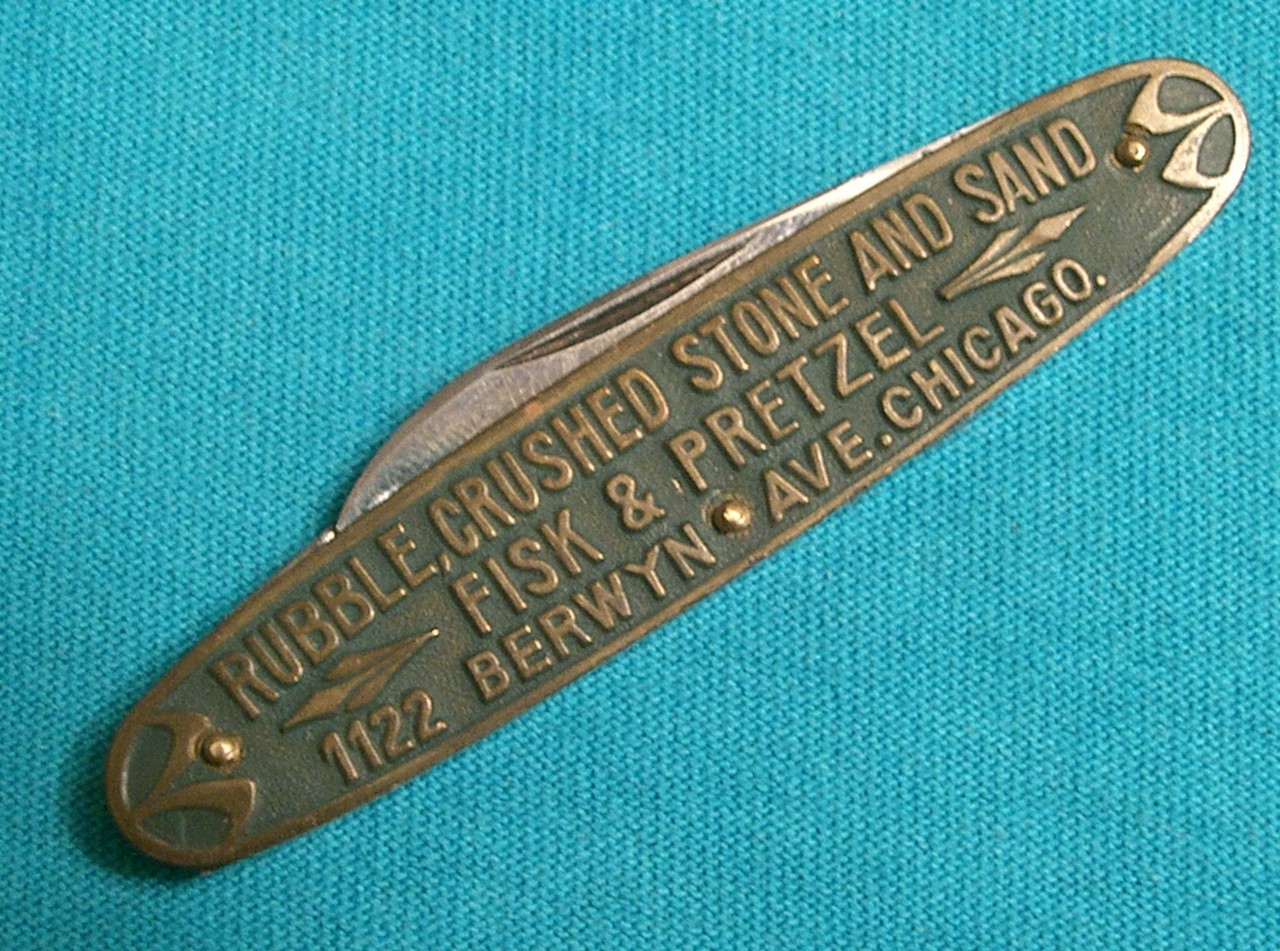 RUBBLE, CRUSHED STONE AND SAND
FISK & PRETZEL
1122 BERWYN AVE. CHICAGO.